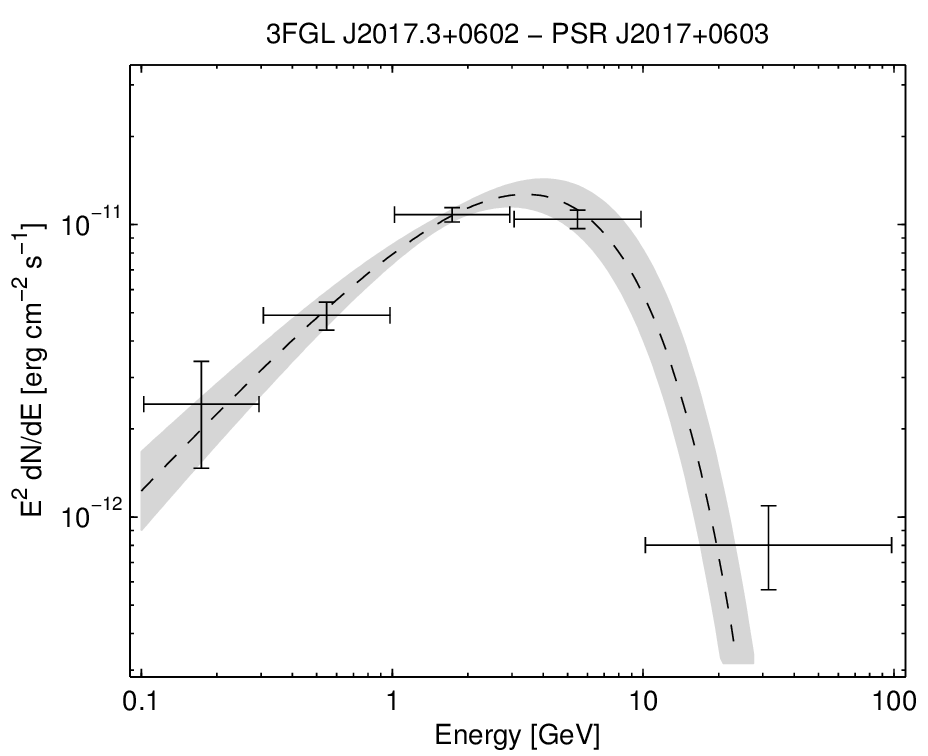 3FGL J2017.3+0602 − PSR J2017+0603
E² dN/dE [erg cm⁻² s⁻¹]
10⁻¹¹
10⁻¹²
0.1 1 10 100
Energy [GeV]